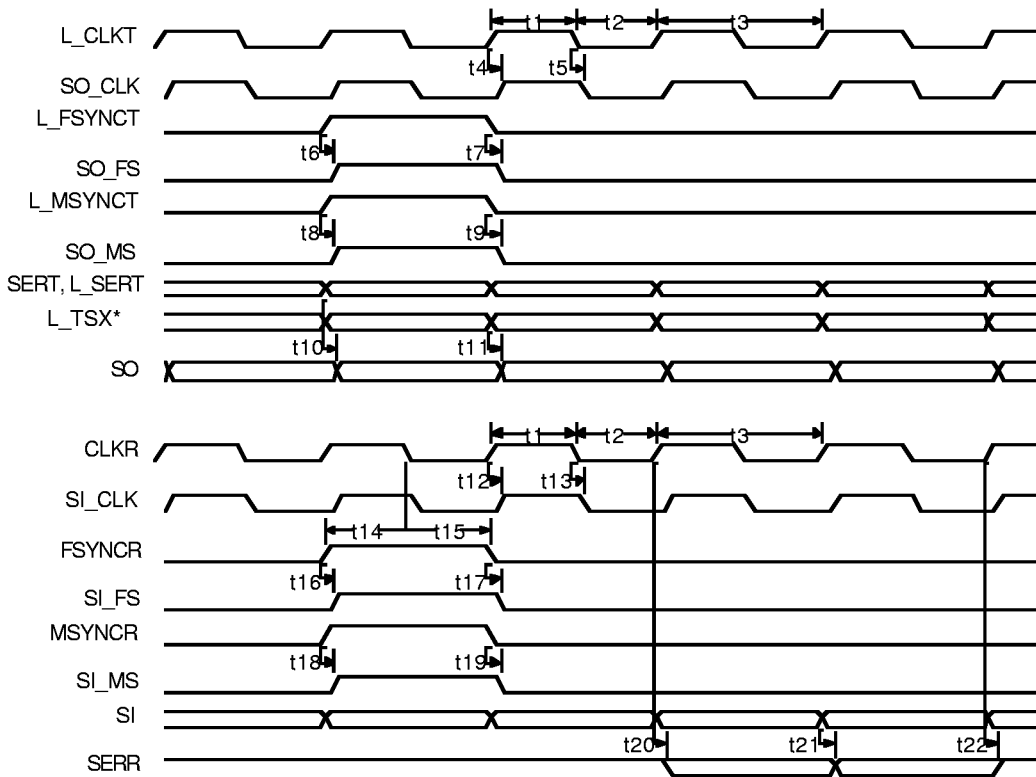 L_CLKT
t1 t2 t3
t4 t5
SO_CLK
L_FSYNCT
t6 t7
SO_FS
L_MSYNCT
t8 t9
SO_MS
SERT, L_SERT
L_TSX*
t10 t11
SO
CLKR
t1 t2 t3
t12 t13
SI_CLK
t14 t15
FSYNCR
t16 t17
SI_FS
MSYNCR
t18 t19
SI_MS
SI
t20 t21 t22
SERR